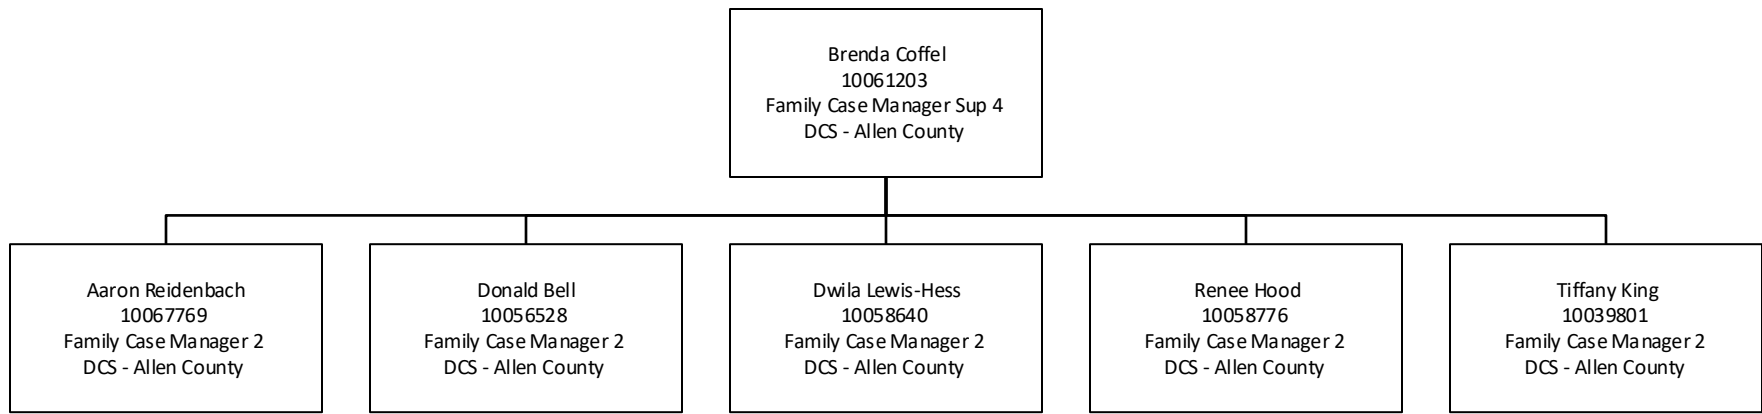 Brenda Coffel
10061203
Family Case Manager Sup 4
DCS - Allen County
Aaron Reidenbach
10067769
Family Case Manager 2
DCS - Allen County
Donald Bell
10056528
Family Case Manager 2
DCS - Allen County
Dwila Lewis-Hess
10058640
Family Case Manager 2
DCS - Allen County
Renee Hood
10058776
Family Case Manager 2
DCS - Allen County
Tiffany King
10039801
Family Case Manager 2
DCS - Allen County